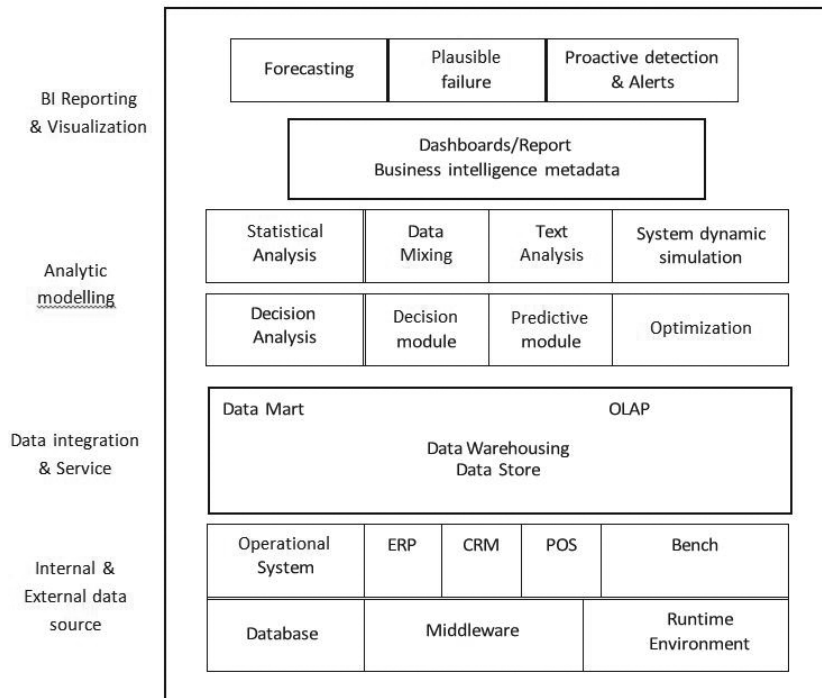 BI Reporting
& Visualization
Forecasting
Plausible
failure
Proactive detection
& Alerts
Dashboards/Report
Business intelligence metadata
Analytic
modelling
Statistical
Analysis
Data
Mixing
Text
Analysis
System dynamic
simulation
Decision
Analysis
Decision
module
Predictive
module
Optimization
Data integration
& Service
Data Mart
OLAP
Data Warehousing
Data Store
Internal &
External data
source
Operational
System
ERP
CRM
POS
Bench
Database
Middleware
Runtime
Environment